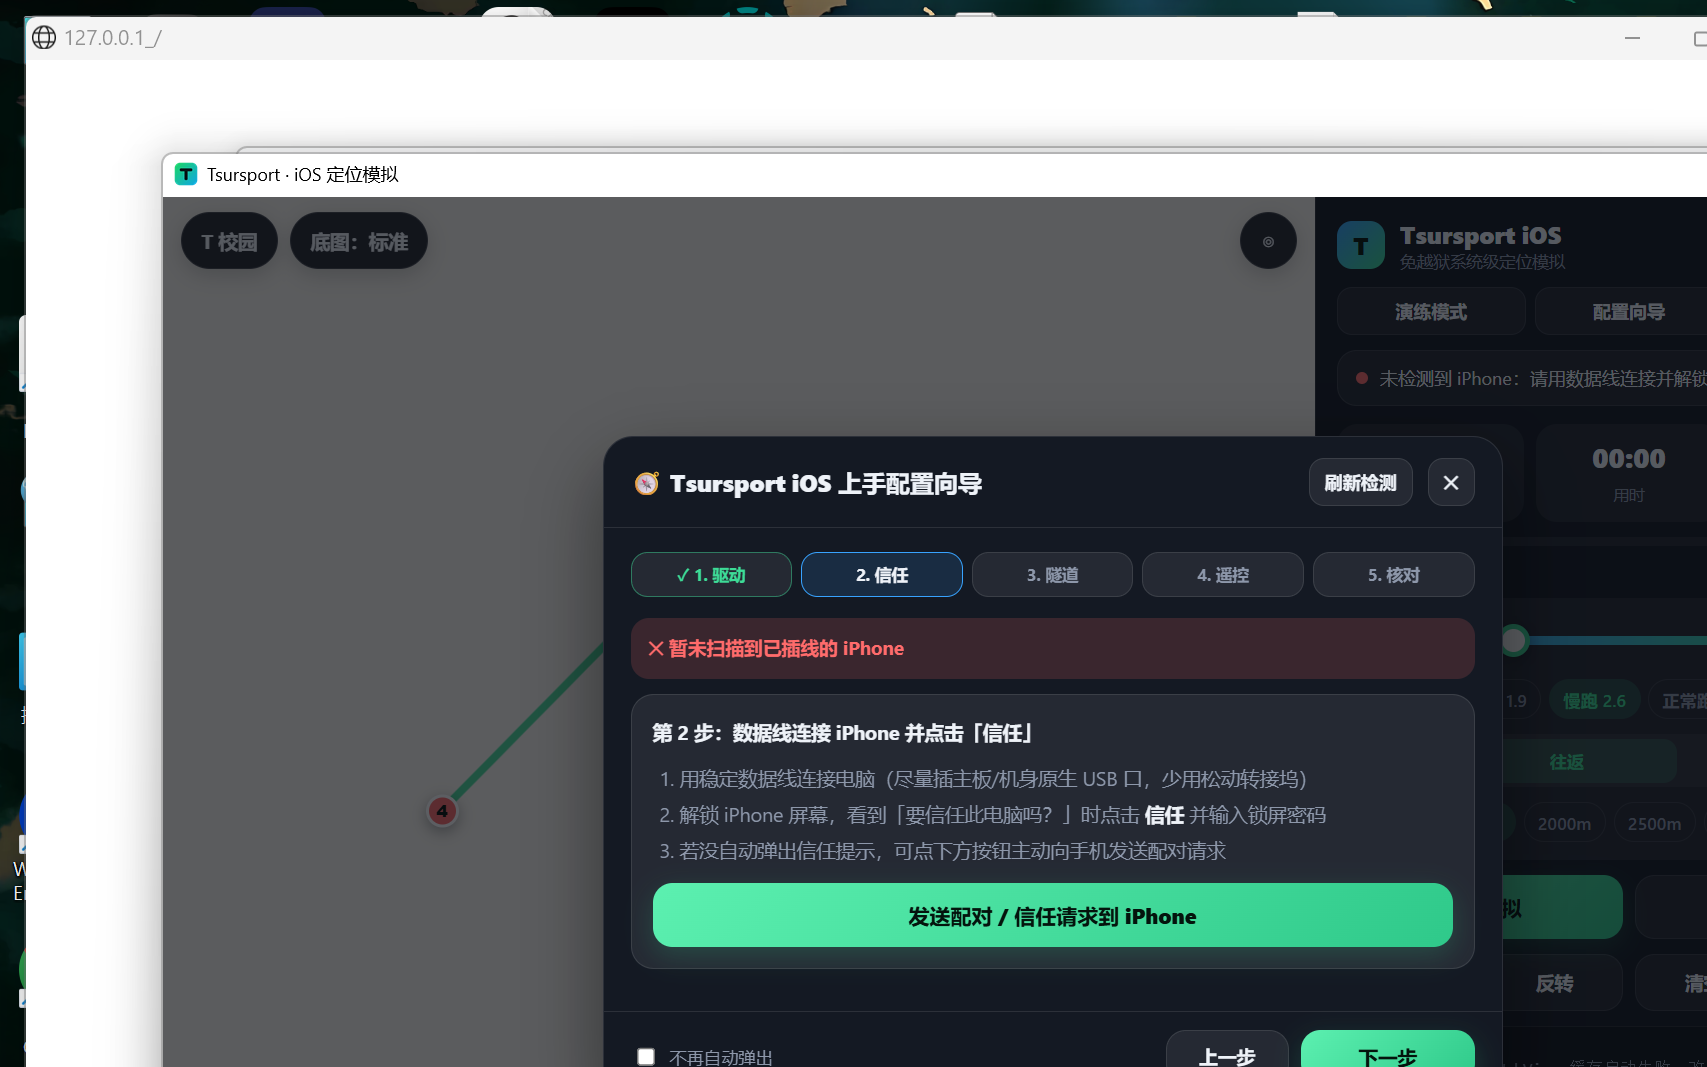 127.0.0.1_/
Tsursport · iOS 定位模拟
T 校园
底图：标准
T
Tsursport iOS
免越狱系统级定位模拟
演练模式
配置向导
未检测到 iPhone：请用数据线连接并解锁
00:00
用时
Tsursport iOS 上手配置向导
刷新检测
✓ 1. 驱动
2. 信任
3. 隧道
4. 遥控
5. 核对
暂未扫描到已插线的 iPhone
第 2 步：数据线连接 iPhone 并点击「信任」
1. 用稳定数据线连接电脑（尽量插主板/机身原生 USB 口，少用松动转接坞）
2. 解锁 iPhone 屏幕，看到「要信任此电脑吗？」时点击 信任 并输入锁屏密码
3. 若没自动弹出信任提示，可点下方按钮主动向手机发送配对请求
发送配对 / 信任请求到 iPhone
不再自动弹出
上一步
下一步
4
1.9
慢跑 2.6
正常跑
往返
2000m
2500m
拟
反转
清